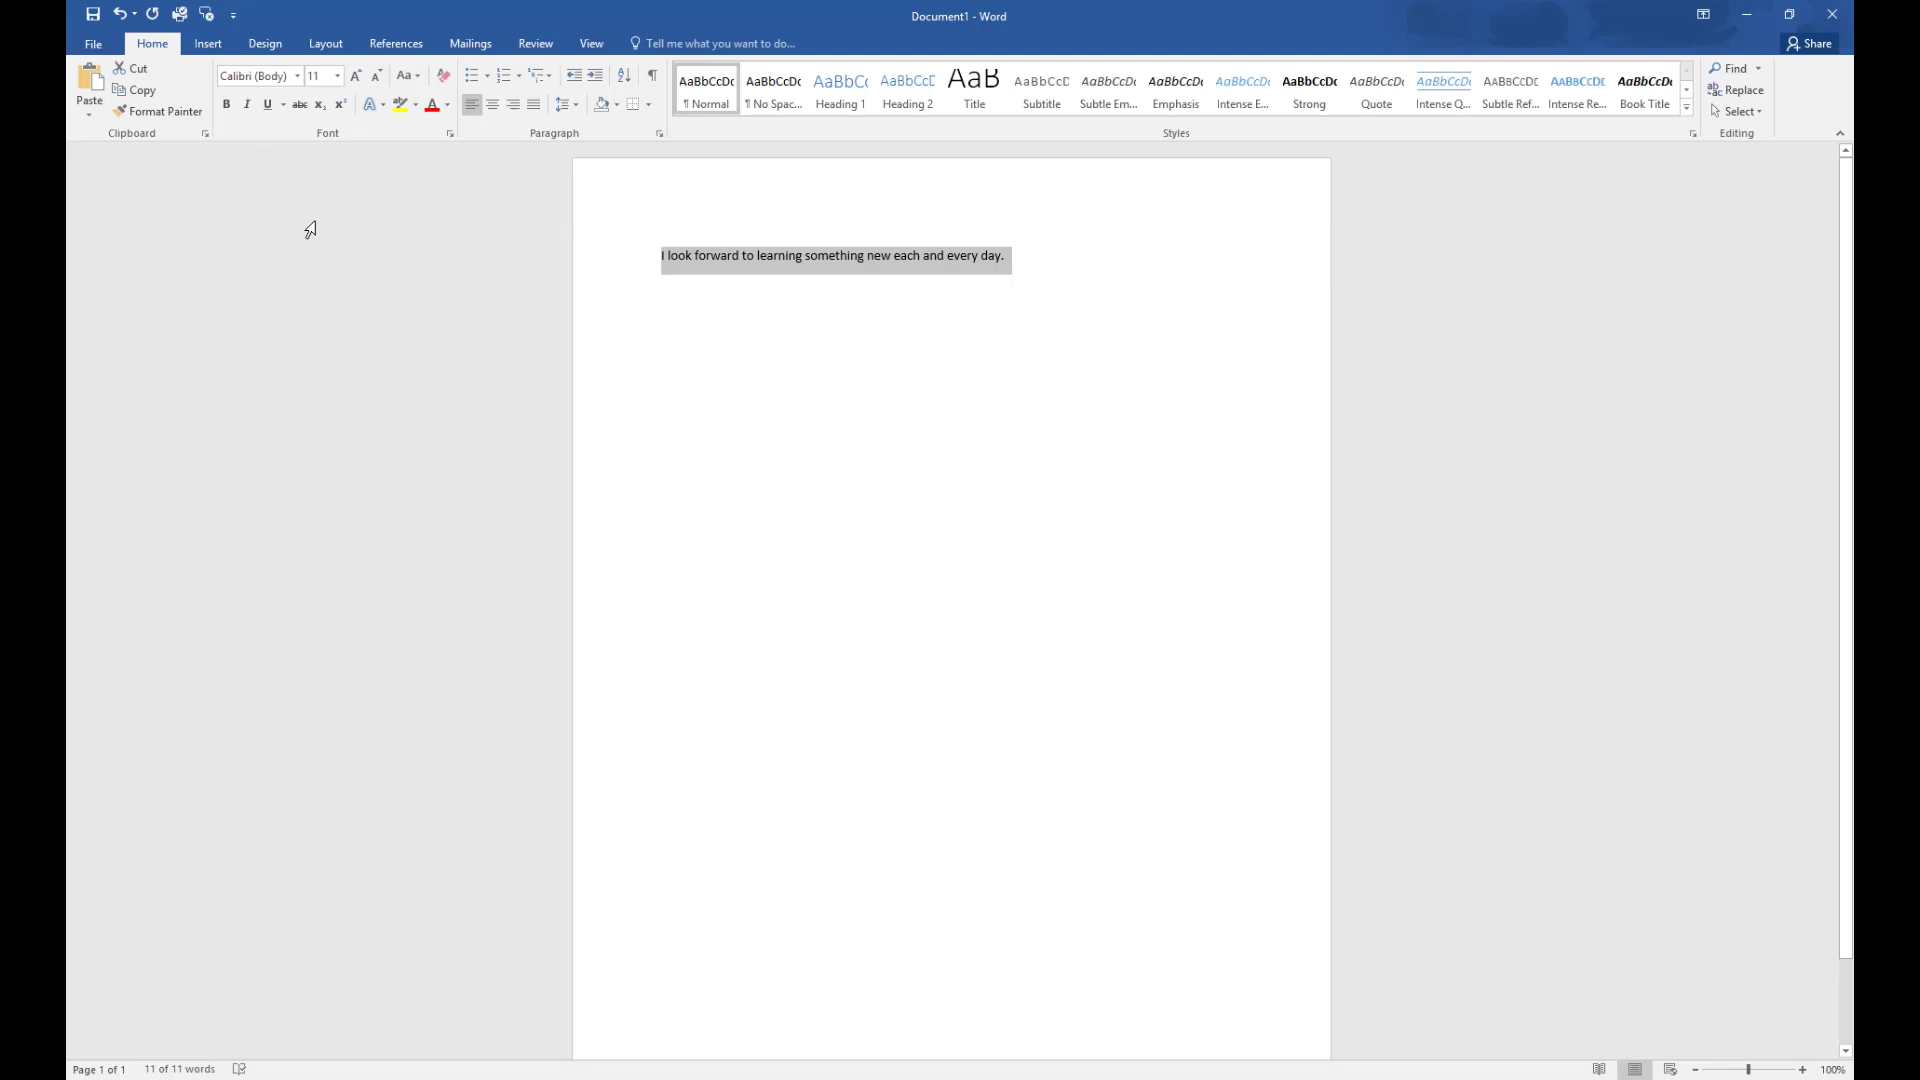 Document1 - Word
Share
File Home Insert Design Layout References Mailings Review View Tell me what you want to do...
Paste
Cut
Copy
Format Painter
Clipboard
Calibri (Body) 11
Font
Paragraph
AaBbCcDc AaBbCcDc AaBbCc AaBbCcD AaB AaBbCcD AaBbCcDc AaBbCcDc AaBbCcDc AaBbCcDc AaBbCcDc AaBbCcDc AABBCCDD AABBCCDD AaBbCcDc
¶ Normal ¶ No Spac... Heading 1 Heading 2 Title Subtitle Subtle Em... Emphasis Intense E... Strong Quote Intense Q... Subtle Ref... Intense Re... Book Title
Styles
Find
Replace
Select
Editing
I look forward to learning something new each and every day.
Page 1 of 1 11 of 11 words
100%